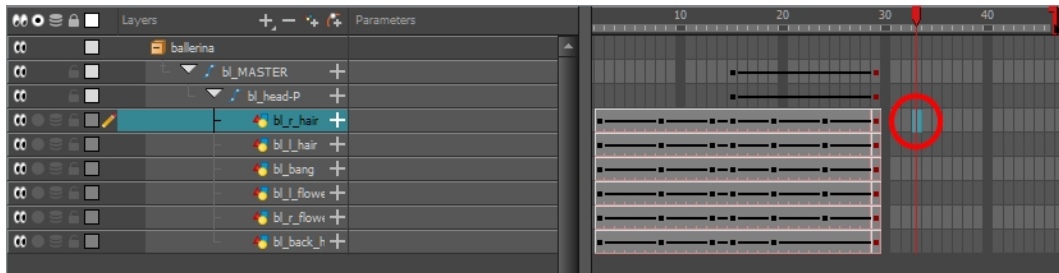 Layers Parameters 10 20 30 40
ballerina
bl_MASTER
bl_head-P
bl_r_hair
bl_l_hair
bl_bang
bl_l_flowe
bl_r_flowe
bl_back_h